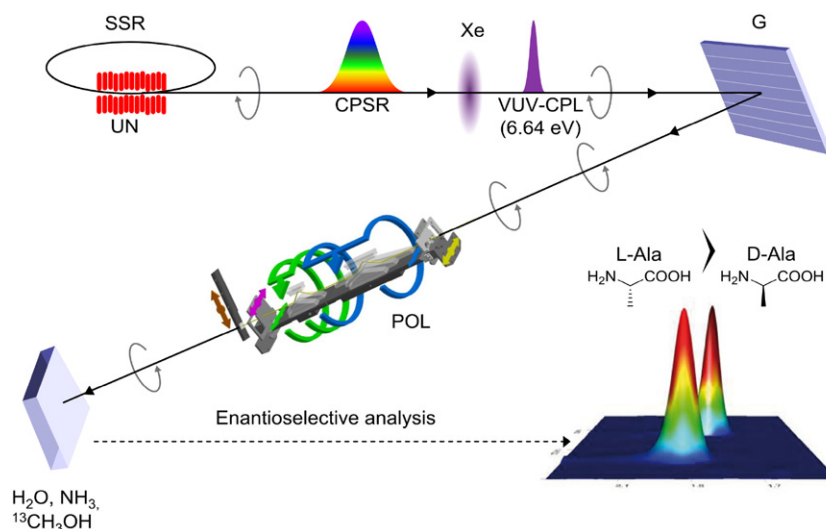 SSR
Xe
G
UN
CPSR
VUV-CPL
(6.64 eV)
L-Ala
D-Ala
H₂N
COOH
H₂N
COOH
POL
Enantioselective analysis
H₂O, NH₃,
¹³CH₃OH